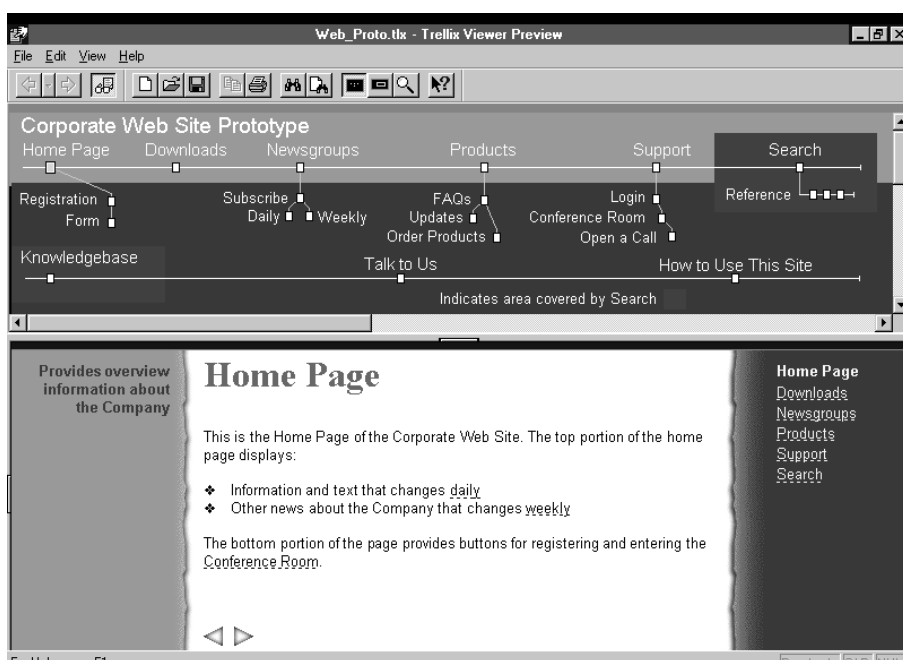 Web_Proto.tlx - Trellix Viewer Preview
File Edit View Help
Corporate Web Site Prototype
Home Page Downloads Newsgroups Products Support Search
Registration Subscribe FAQs Login Reference
Form Daily Weekly Updates Conference Room
Order Products Open a Call
Knowledgebase Talk to Us How to Use This Site
Indicates area covered by Search
Provides overview
information about
the Company
Home Page
This is the Home Page of the Corporate Web Site. The top portion of the home
page displays:
❖ Information and text that changes daily
❖ Other news about the Company that changes weekly
The bottom portion of the page provides buttons for registering and entering the
Conference Room.
Home Page
Downloads
Newsgroups
Products
Support
Search